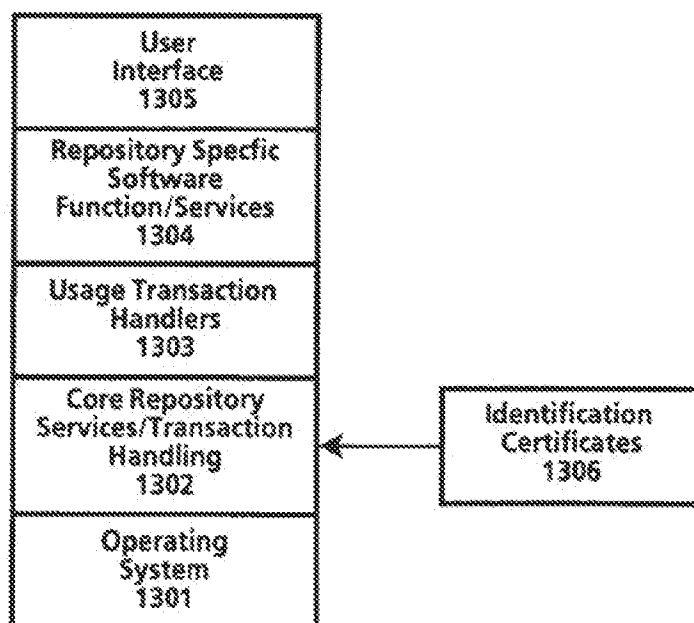 User
Interface
1305
Repository Specfic
Software
Function/Services
1304
Usage Transaction
Handlers
1303
Core Repository
Services/Transaction
Handling
1302
Identification
Certificates
1306
Operating
System
1301